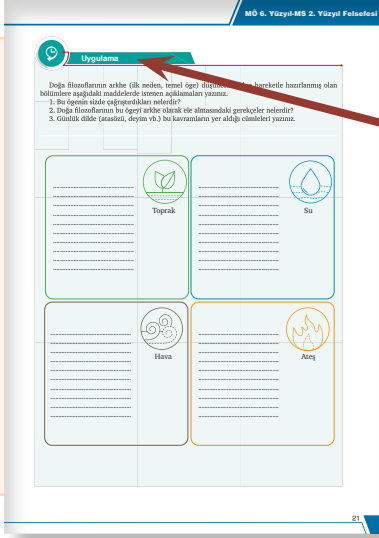 MÖ 6. Yüzyıl-MS 2. Yüzyıl Felsefesi
Uygulama
Doğa filozoflarının arkhe (ilk neden, temel öge) hareketle hazırlanmış olan
bölümlere aşağıdaki maddelerde istenen açıklamaları yazınız.
1. Bu ögenin sizde çağrıştırdıkları nelerdir?
2. Doğa filozoflarının bu ögeyi arkhe olarak ele almasındaki gerekçeler nelerdir?
3. Günlük dilde (atasözü, deyim vb.) bu kavramların yer aldığı cümleleri yazınız.
Toprak
Su
Hava
Ateş
21